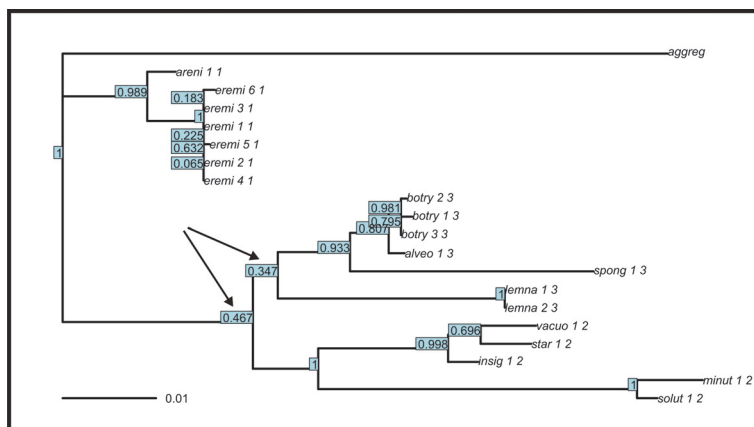 aggreg
areni 1 1
0.989
eremi 6 1
0.183
eremi 3 1
1
eremi 1 1
0.225
0.632
eremi 5 1
0.065
eremi 2 1
eremi 4 1
1
botry 2 3
0.981
botry 1 3
0.795
0.807
botry 3 3
0.933
alveo 1 3
0.347
spong 1 3
1
lemna 1 3
lemna 2 3
0.467
vacuo 1 2
0.696
star 1 2
0.998
insig 1 2
1
minut 1 2
1
solut 1 2
0.01